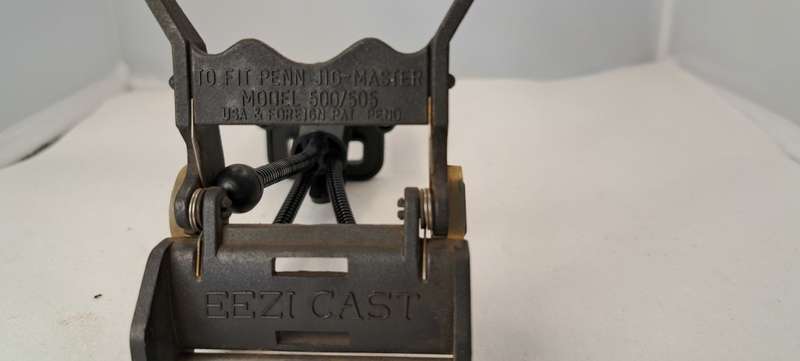 TO FIT PENN JIG-MASTER
MODEL 500/505
USA & FOREIGN PAT PEND
EEZI CAST